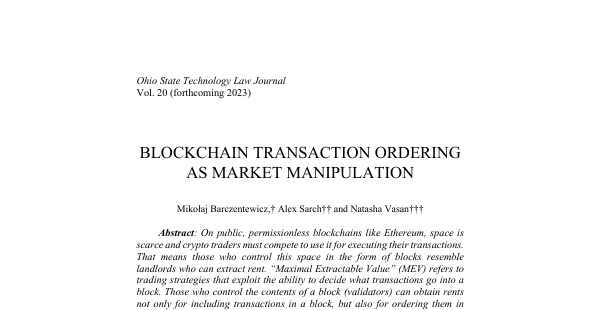 Ohio State Technology Law Journal
Vol. 20 (forthcoming 2023)
BLOCKCHAIN TRANSACTION ORDERING
AS MARKET MANIPULATION
Mikołaj Barczentewicz,† Alex Sarch†† and Natasha Vasan†††
Abstract: On public, permissionless blockchains like Ethereum, space is
scarce and crypto traders must compete to use it for executing their transactions.
That means those who control this space in the form of blocks resemble
landlords who can extract rent. “Maximal Extractable Value” (MEV) refers to
trading strategies that exploit the ability to decide what transactions go into a
block. Those who control the contents of a block (validators) can obtain rents
not only for including transactions in a block, but also for ordering them in